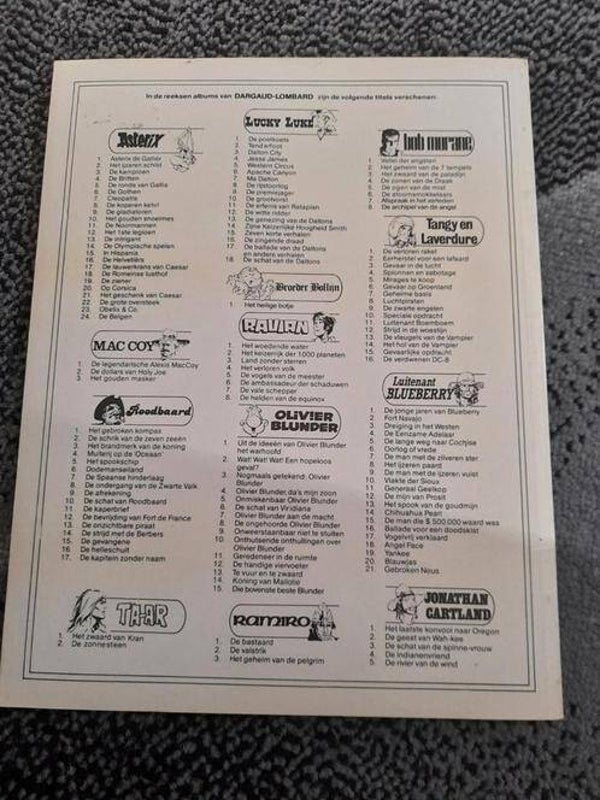 In de reeksen albums van DARGAUD-LOMBARD zijn de volgende titels verschenen:
Asterix
1. Asterix de Gallier
2. Het ijzeren schild
3. De kampioen
4. De Britten
5. De ronde van Gallia
6. De Gothen
7. Cleopatra
8. De koperen ketel
9. De gladiatoren
10. Het gouden snoeimes
11. De Noormannen
12. Het 1ste legioen
13. De intrigant
14. De Olympische spelen
15. In Hispania
16. De Helvetiërs
17. De lauwerkrans van Caesar
18. De Romeinse lusthof
19. De ziener
20. Op Corsica
21. Het geschenk van Caesar
22. De grote oversteek
23. Obelix & Co.
24. De Belgen
MAC COY
1. De legendarische Alexis MacCoy
2. De dollars van Holy Joe
3. Het gouden masker
Roodbaard
1. Het gebroken kompas
2. De schrik van de zeven zeeën
3. Het brandmerk van de koning
4. Muiterij op de 'Oceaan'
5. Het spookschip
6. Dodemanseiland
7. De Spaanse hinderlaag
8. De ondergang van de Zwarte Valk
9. De afrekening
10. De schat van Roodbaard
11. De kaperbrief
12. De bevrijding van Fort de France
13. De onzichtbare piraat
14. De strijd met de Berbers
15. De gevangene
16. De helleschuit
17. De kapitein zonder naam
TA-AR
1. Het zwaard van Kran
2. De zonnesteen
LUCKY LUKE
1. De postkoets
2. Tenderfoot
3. Dalton City
4. Jesse James
5. Western Circus
6. Apache Canyon
7. Ma Dalton
8. De rijstoorlog
9. De premiejager
10. De grootvorst
11. De erfenis van Rataplan
12. De witte ridder
13. De genezing van de Daltons
14. Zijne Keizerlijke Hoogheid Smith
15. Zeven korte verhalen
16. De zingende draad
17. De ballade van de Daltons
en andere verhalen
18. De schat van de Daltons
Broeder Bollijn
1. Het heilige botje
RAVIAN
1. Het woedende water
2. Het keizerrijk der 1000 planeten
3. Land zonder sterren
4. Het verloren volk
5. De vogels van de meester
6. De ambassadeur der schaduwen
7. De vale schepper
8. De helden van de equinox
OLIVIER BLUNDER
1. Uit de ideeën van Olivier Blunder
het warhoofd
2. Wat! Wat! Een hopeloos
geval?
3. Nogmaals getekend: Olivier
Blunder
4. Olivier Blunder, da's mijn zoon
5. Onmiskenbaar Olivier Blunder
6. De schat van Viridiana
7. Olivier Blunder aan de macht
8. De ongehoorde Olivier Blunder
9. Onweerstaanbaar niet te stuiten
10. Onthutsende onthullingen over
Olivier Blunder
11. Geredeneer in de ruimte
12. De handige viervoeter
13. Te vuur en te zwaard
14. Koning van Mallotië
15. Die bovenste beste Blunder
RAMIRO
1. De bastaard
2. De valstrik
3. Het geheim van de pelgrim
bob morane
1. Vallei der angsten
2. Het geheim van de 7 tempels
3. Het zwaard van de paladijn
4. De zonen van de Draak
5. De ogen van de mist
6.
7. Afspraak in het verleden
8. De archipel van de angst
Tangy en Laverdure
1. De verloren raket
2. Eerherstel voor een lafaard
3. Gevaar in de lucht
4. Spionnen en sabotage
5. Mirages te koop
6. Gevaar op Groenland
7. Geheime basis
8. Luchtpiraten
9. De zwarte engelen
10. Speciale opdracht
11. Luitenant Boemboem
12. Strijd in de woestijn
13. De vleugels van de Vampier
14. Het hol van de Vampier
15. Gevaarlijke opdracht
16. De verdwenen DC-8
Luitenant BLUEBERRY
1. De jonge jaren van Blueberry
2. Fort Navajo
3. Dreiging in het Westen
4. De Eenzame Adelaar
5. De lange weg naar Cochise
6. Oorlog of vrede
7. De man met de zilveren ster
8. Het ijzeren paard
9. De man met de ijzeren vuist
10. Vlakte der Sioux
11. Generaal Geelkop
12. De mijn van Prosit
13. Het spook van de goudmijn
14. Chihuahua Pearl
15. De man die $ 500.000 waard was
16. Ballade voor een doodskist
17. Vogelvrij verklaard
18. Angel Face
19. Yankee
20. Blauwjas
21. Gebroken Neus
JONATHAN CARTLAND
1. Het laatste konvooi naar Oregon
2. De geest van Wah-kee
3. De schat van de spinne-vrouw
4. De indianenvriend
5. De rivier van de wind